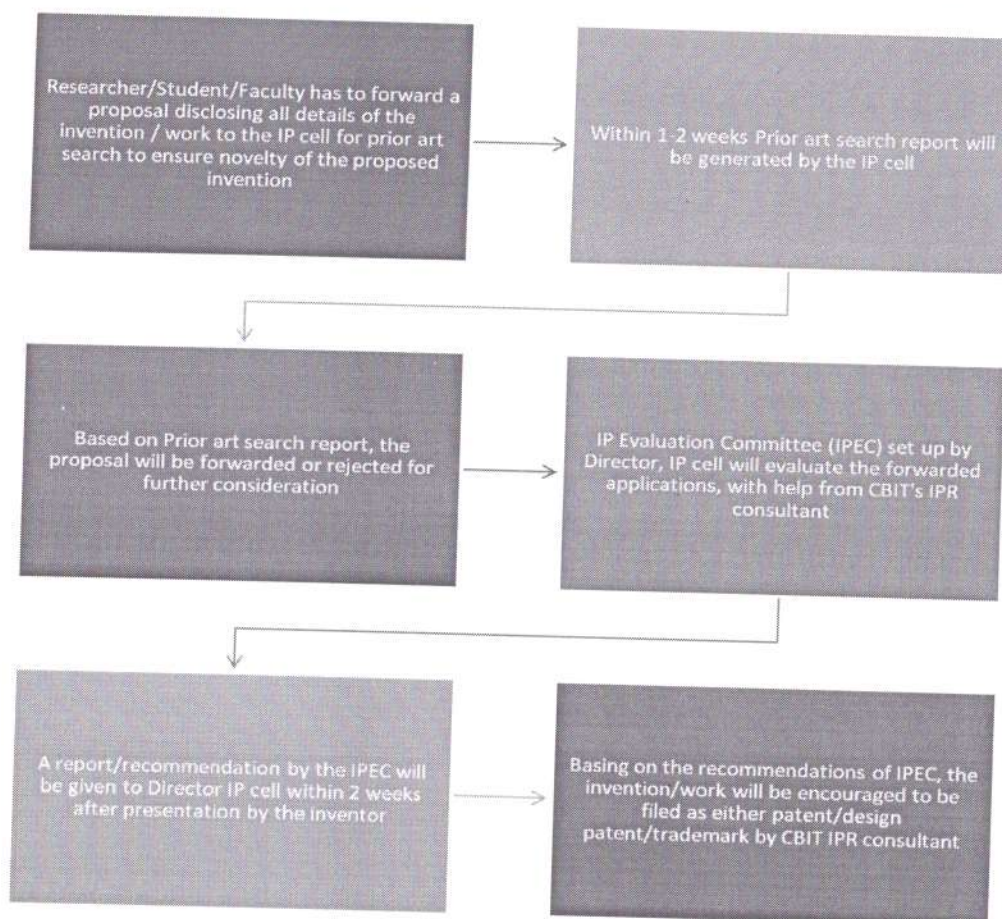 Researcher/Student/Faculty has to forward a
proposal disclosing all details of the
invention / work to the IP cell for prior art
search to ensure novelty of the proposed
invention
Within 1-2 weeks Prior art search report will
be generated by the IP cell
Based on Prior art search report, the
proposal will be forwarded or rejected for
further consideration
IP Evaluation Committee (IPEC) set up by
Director, IP cell will evaluate the forwarded
applications, with help from CBIT's IPR
consultant
A report/recommendation by the IPEC will
be given to Director IP cell within 2 weeks
after presentation by the inventor
Basing on the recommendations of IPEC, the
invention/work will be encouraged to be
filed as either patent/design
patent/trademark by CBIT IPR consultant